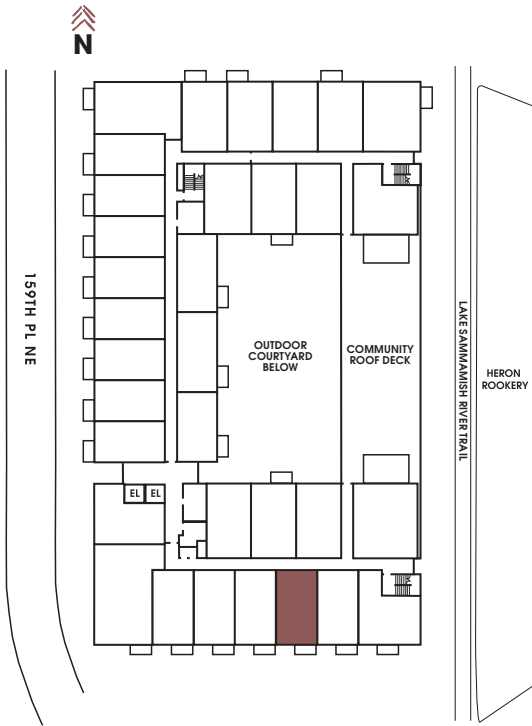 N
159TH PL NE
OUTDOOR
COURTYARD
BELOW
COMMUNITY
ROOF DECK
LAKE SAMMAMISH RIVER TRAIL
HERON
ROOKERY
EL EL